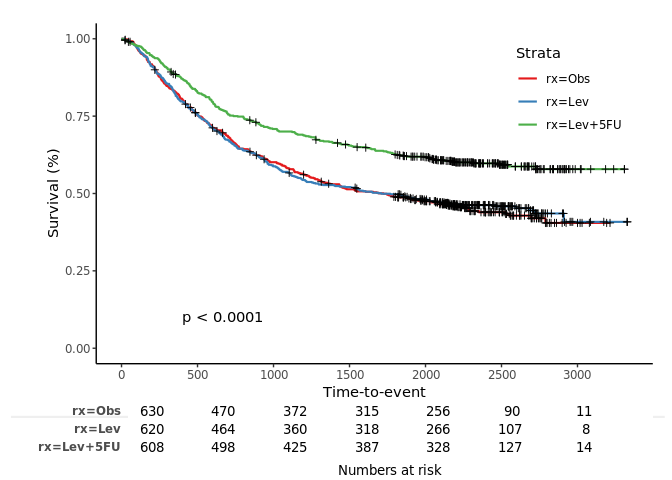 1.00
0.75
0.50
0.25
0.00
Survival (%)
Strata
rx=Obs
rx=Lev
rx=Lev+5FU
p < 0.0001
0 500 1000 1500 2000 2500 3000
Time-to-event
rx=Obs 630 470 372 315 256 90 11
rx=Lev 620 464 360 318 266 107 8
rx=Lev+5FU 608 498 425 387 328 127 14
Numbers at risk